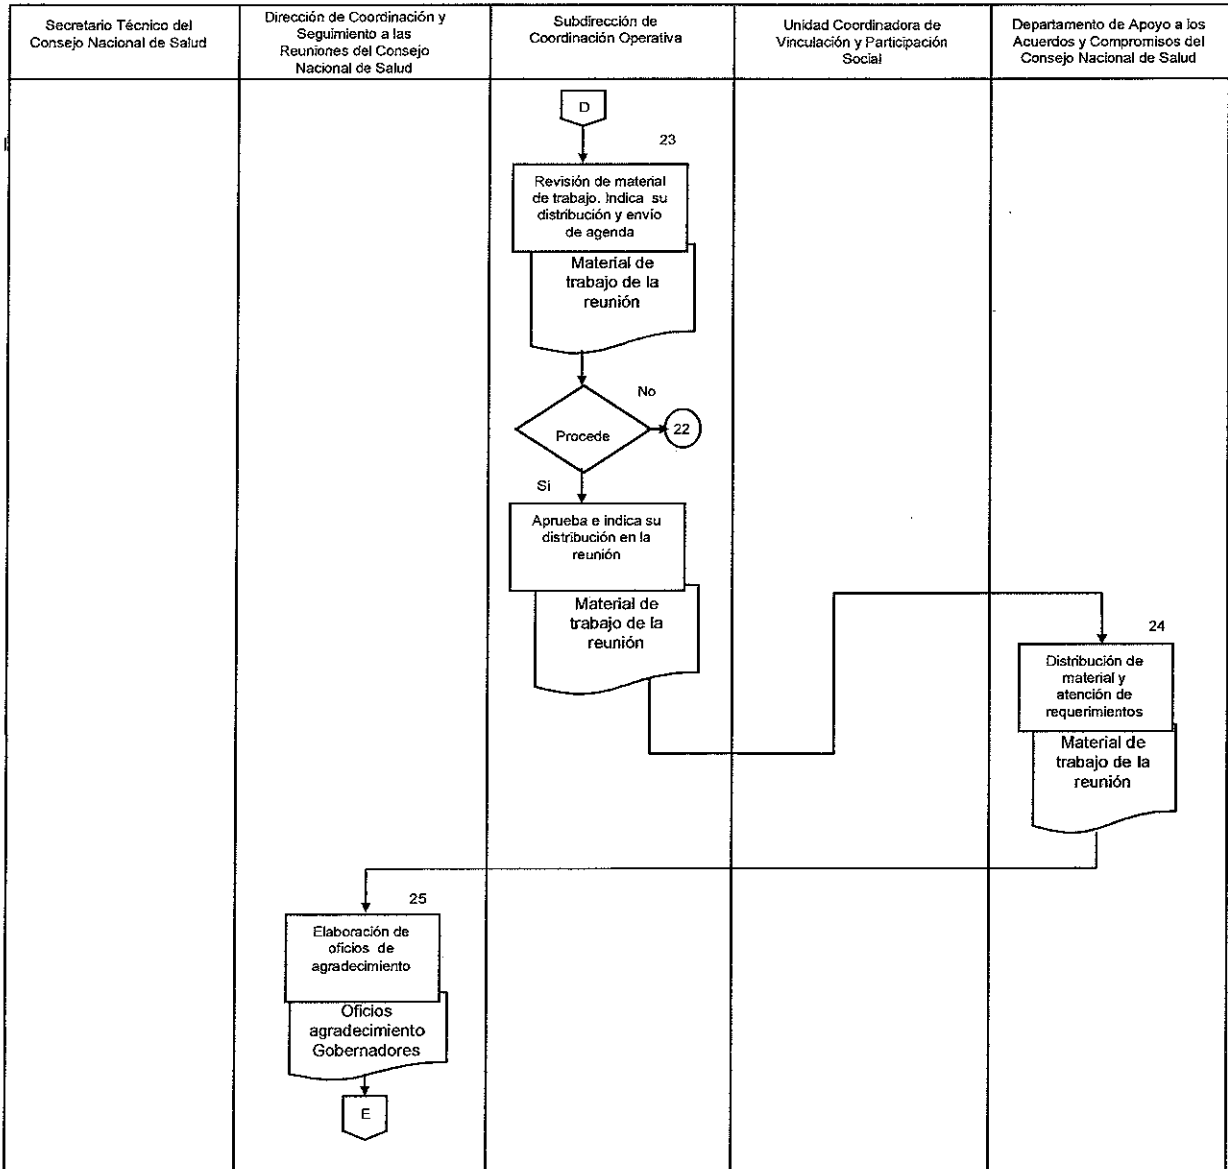 Secretario Técnico del
Consejo Nacional de Salud
Dirección de Coordinación y
Seguimiento a las
Reuniones del Consejo
Nacional de Salud
Subdirección de
Coordinación Operativa
Unidad Coordinadora de
Vinculación y Participación
Social
Departamento de Apoyo a los
Acuerdos y Compromisos del
Consejo Nacional de Salud
D
23
Revisión de material
de trabajo. Indica su
distribución y envío
de agenda
Material de
trabajo de la
reunión
No
Procede
22
Sí
Aprueba e indica su
distribución en la
reunión
Material de
trabajo de la
reunión
24
Distribución de
material y
atención de
requerimientos
Material de
trabajo de la
reunión
25
Elaboración de
oficios de
agradecimiento
Oficios
agradecimiento
Gobernadores
E